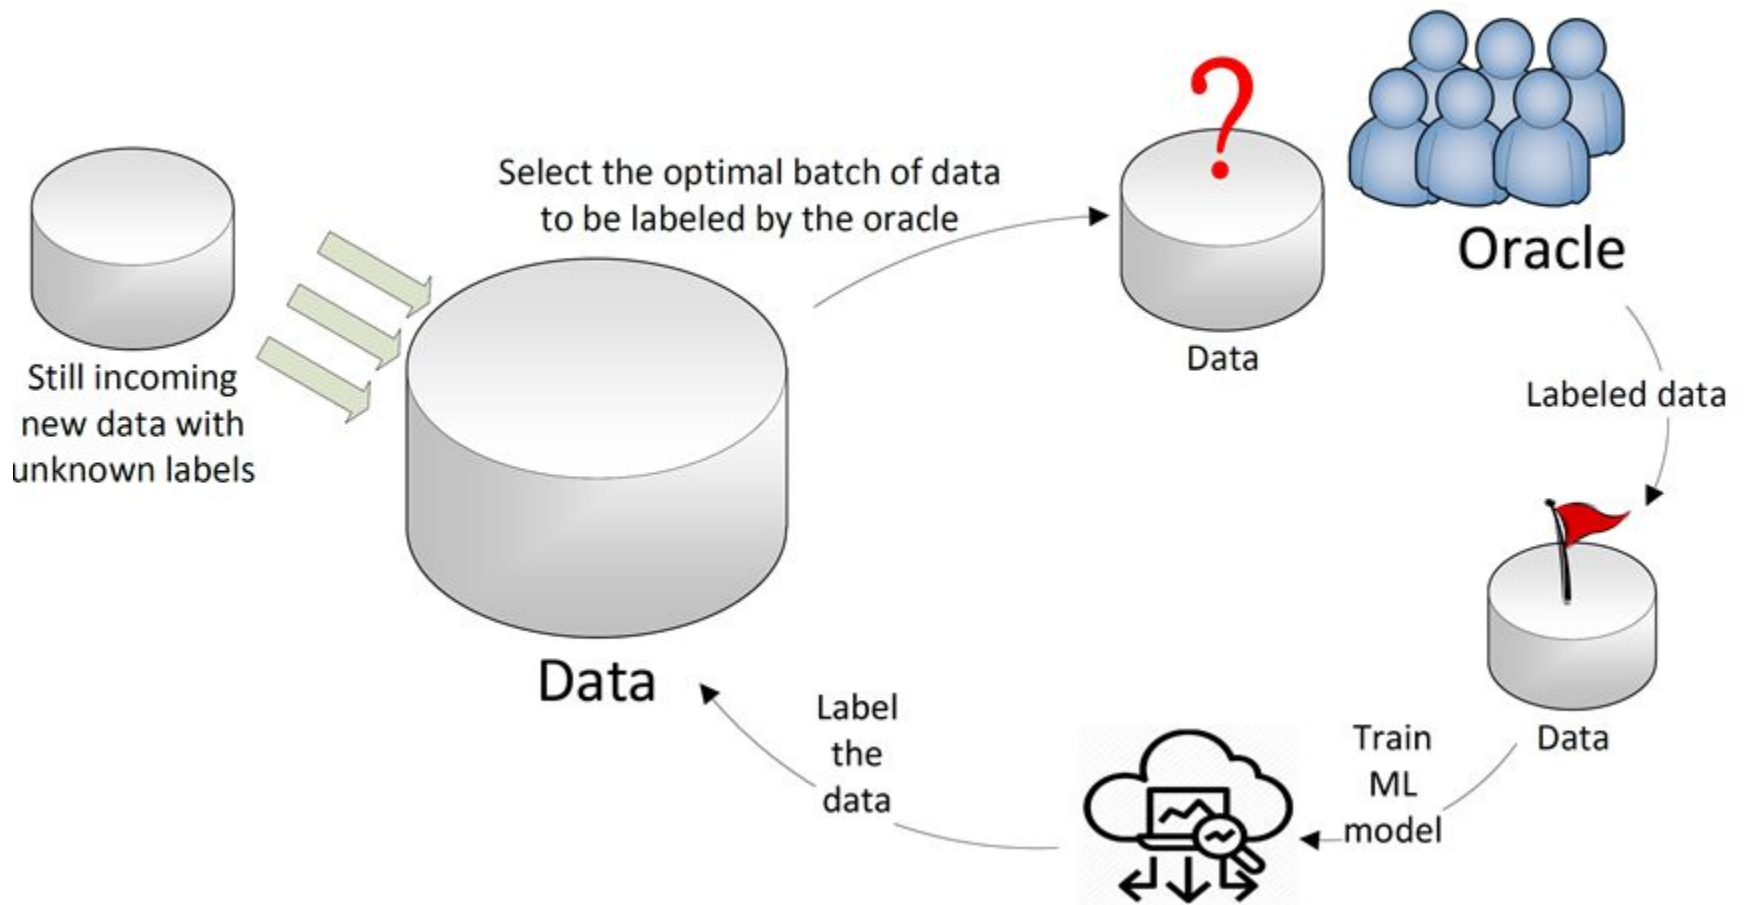 Select the optimal batch of data
to be labeled by the oracle
Oracle
Data
Still incoming
new data with
unknown labels
Labeled data
Data
Label
the
data
Train
ML
model
Data